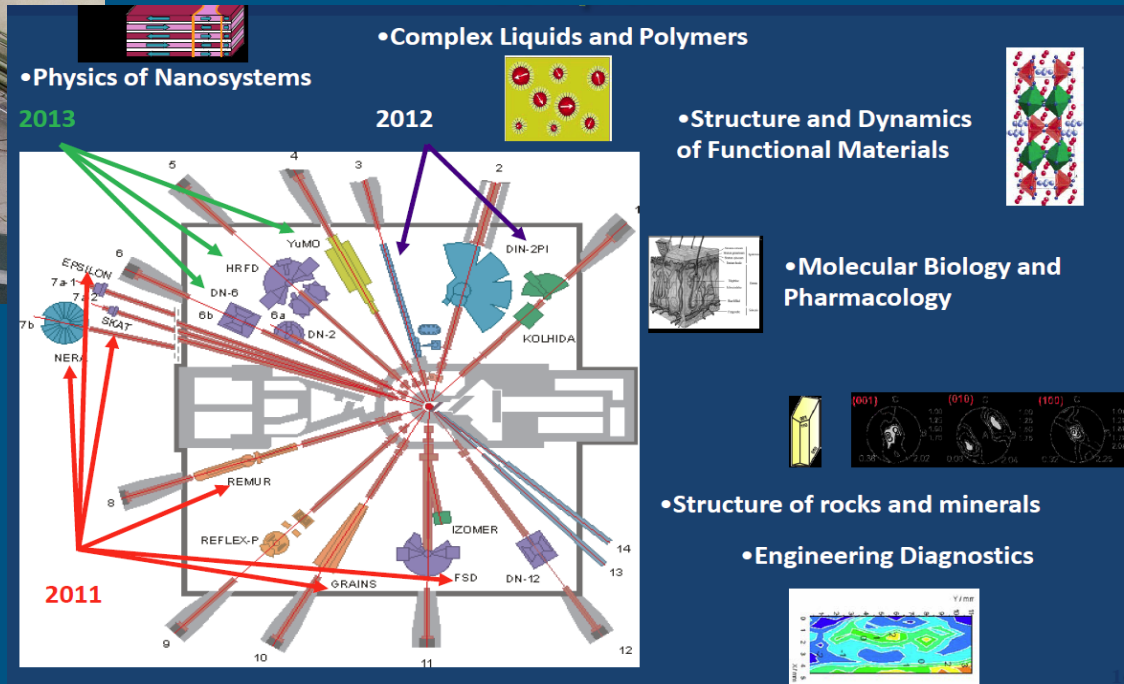 •Complex Liquids and Polymers
•Physics of Nanosystems
2013
2012
•Structure and Dynamics
of Functional Materials
5
4
3
2
1
YuMO
DIN-2PI
HRFD
6
EPSILON
7a-1
DN-6
7a-2
6b
6a
SKAT
7b
DN-2
KOLHIDA
NERA
•Molecular Biology and
Pharmacology
(001)
(010)
(100)
REMUR
8
•Structure of rocks and minerals
IZOMER
REFLEX-P
14
•Engineering Diagnostics
13
GRAINS
FSD
DN-12
2011
9
10
11
12
Y/mm
X/mm